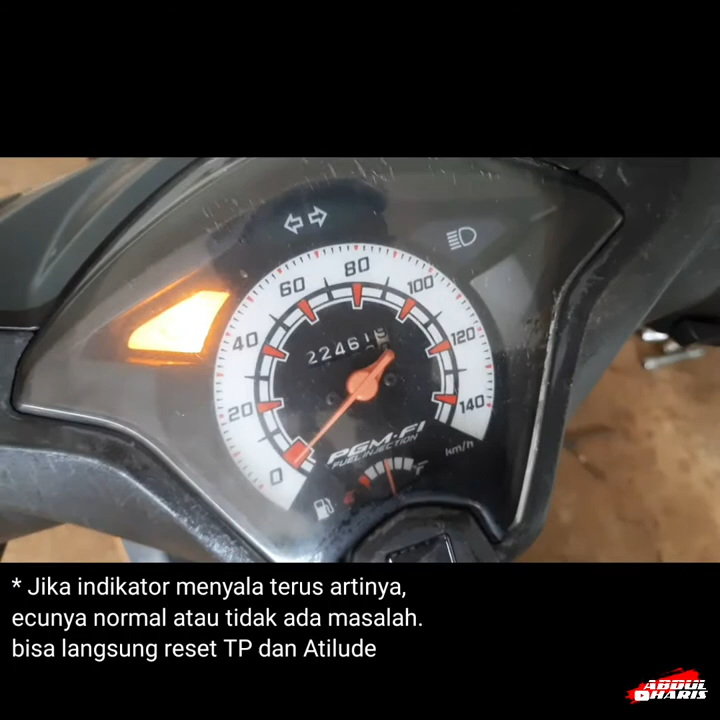 60
80
100
40
120
20
140
0
22461
PGM-FI
FUEL INJECTION
km/h
F
* Jika indikator menyala terus artinya,
ecunya normal atau tidak ada masalah.
bisa langsung reset TP dan Atilude
ABDUL
HARIS